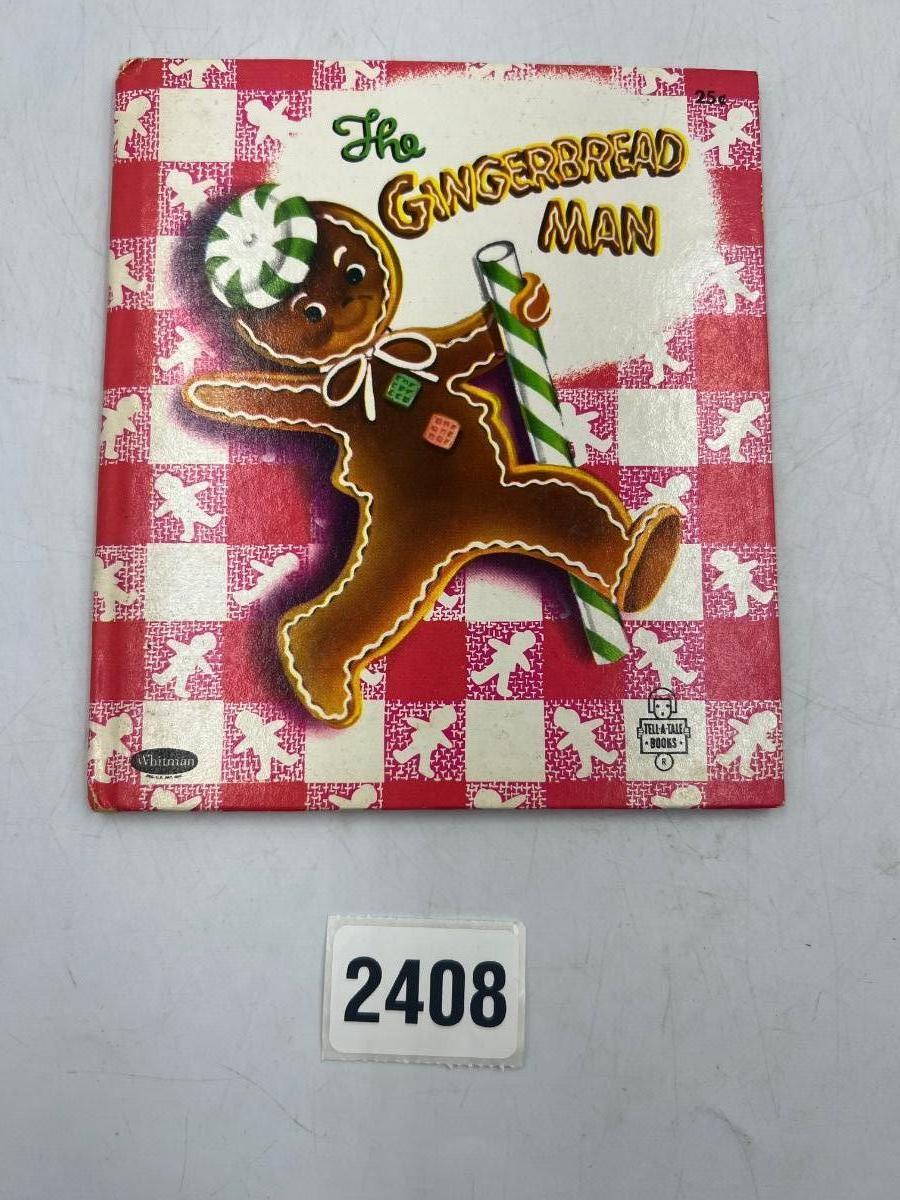 25¢
The
GINGERBREAD
MAN
Whitman
TELL-A-TALE
BOOKS
R
2408